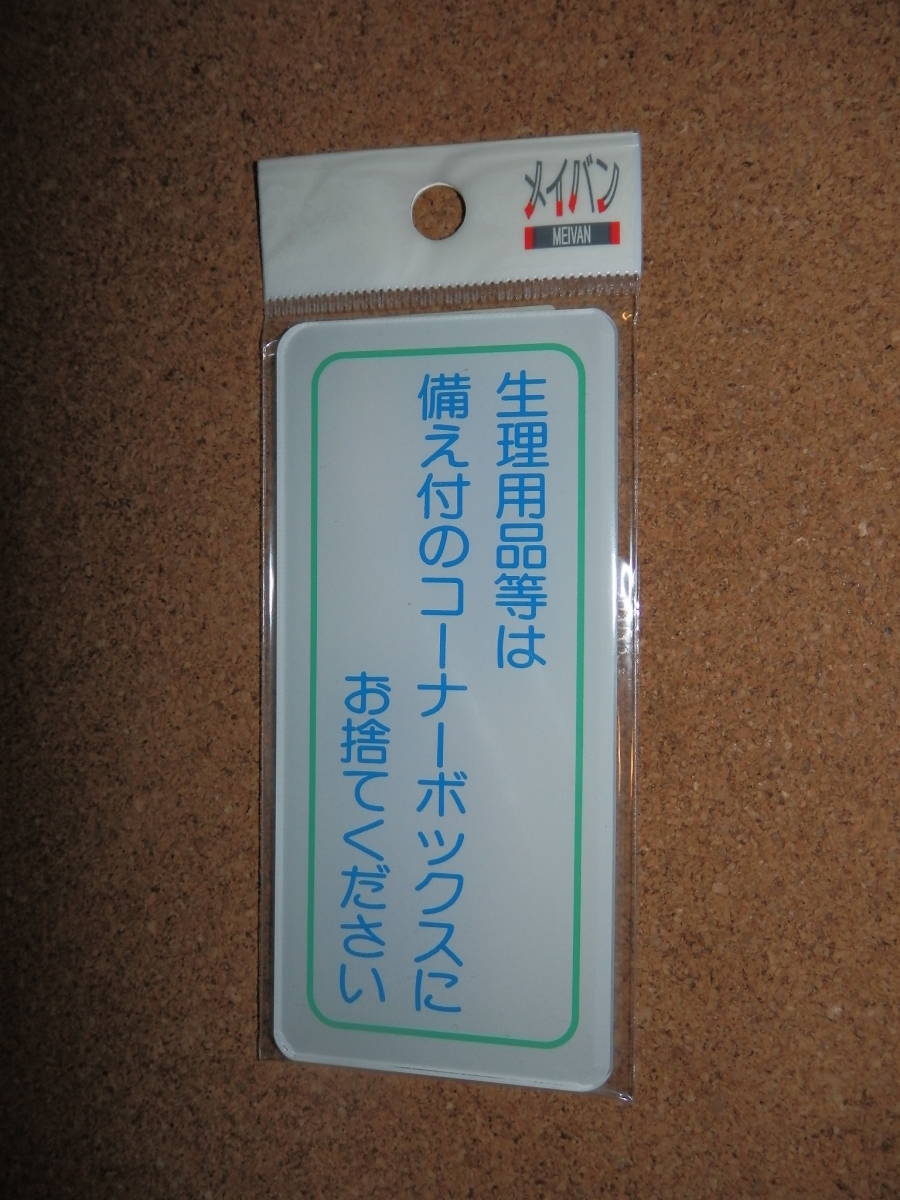 メイバン
MEIVAN
生理用品等は
備え付のコーナーボックスに
お捨てください